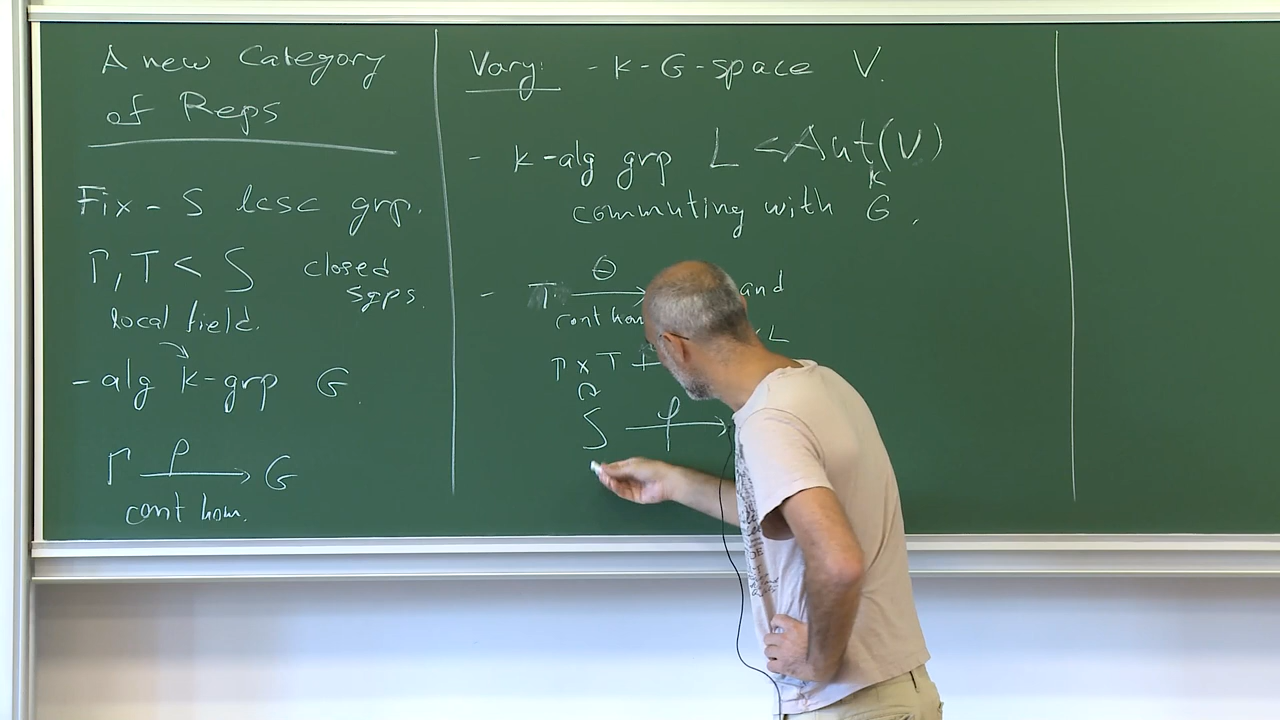 A new Category
of Reps
Fix - S lcsc grp.
Γ, T < S closed
sgps.
local field.
- alg k-grp G.
Γ ρ→ G
cont hom.
Vary: - k-G-space V.
- k-alg grp L < Aut_k(V)
commuting with G,
- T θ→ and
cont hom
L
Γ × T
S φ→